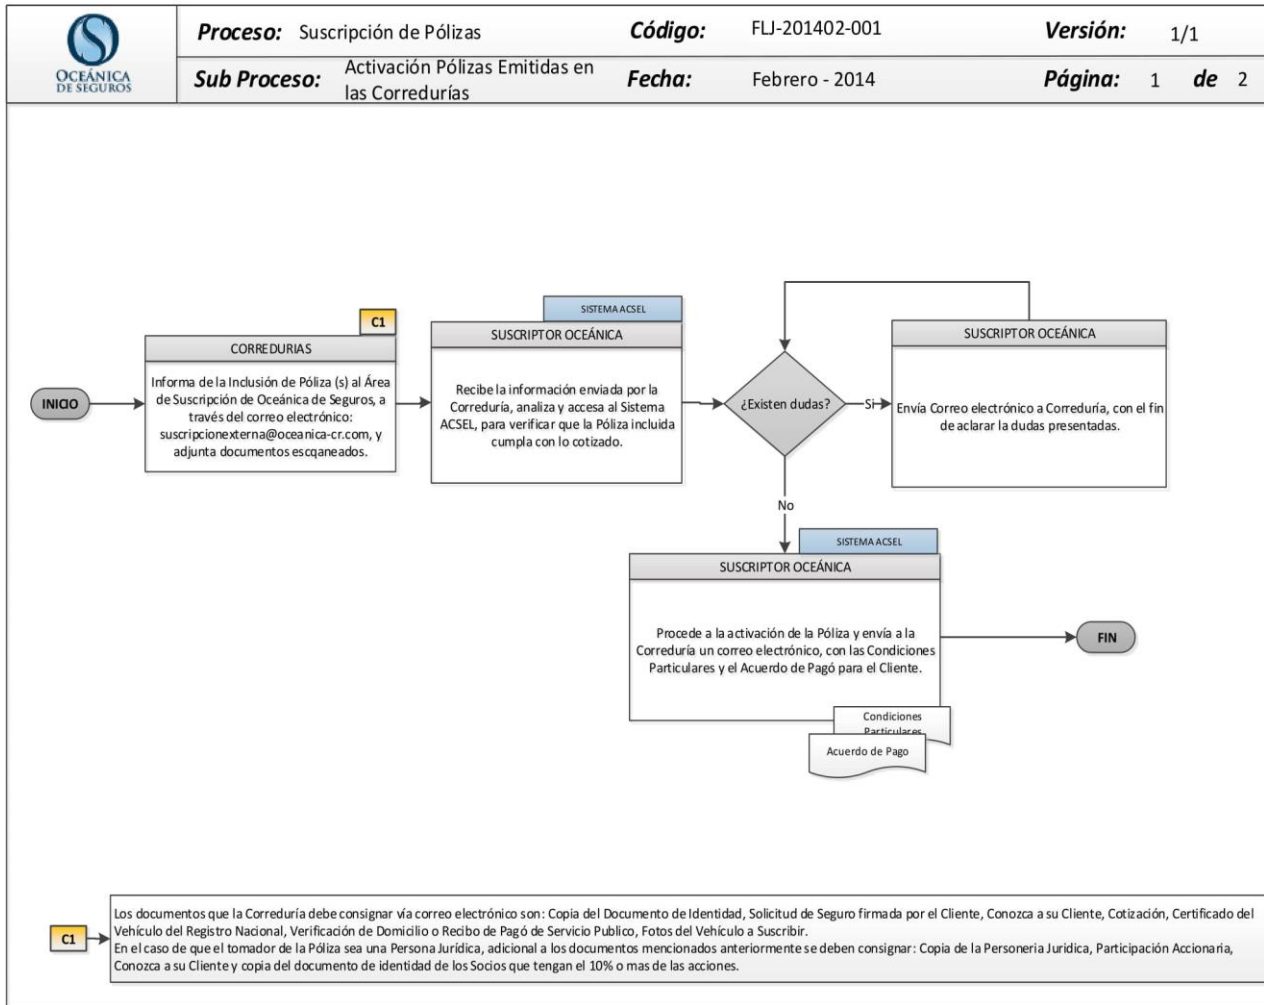 OCEÁNICA
DE SEGUROS
Proceso: Suscripción de Pólizas Código: FLJ-201402-001 Versión: 1/1
Sub Proceso: Activación Pólizas Emitidas en
las Corredurías
Fecha: Febrero - 2014 Página: 1 de 2
INICIO
C1
CORREDURIAS
Informa de la Inclusión de Póliza (s) al Área
de Suscripción de Oceánica de Seguros, a
través del correo electrónico:
suscripcionexterna@oceanica-cr.com, y
adjunta documentos escqaneados.
SISTEMA ACSEL
SUSCRIPTOR OCEÁNICA
Recibe la información enviada por la
Correduría, analiza y accesa al Sistema
ACSEL, para verificar que la Póliza incluida
cumpla con lo cotizado.
¿Existen dudas?
Si
SUSCRIPTOR OCEÁNICA
Envía Correo electrónico a Correduría, con el fin
de aclarar la dudas presentadas.
No
SISTEMA ACSEL
SUSCRIPTOR OCEÁNICA
Procede a la activación de la Póliza y envía a la
Correduría un correo electrónico, con las Condiciones
Particulares y el Acuerdo de Pagó para el Cliente.
FIN
Condiciones
Particulares
Acuerdo de Pago
C1
Los documentos que la Correduría debe consignar vía correo electrónico son: Copia del Documento de Identidad, Solicitud de Seguro firmada por el Cliente, Conozca a su Cliente, Cotización, Certificado del
Vehículo del Registro Nacional, Verificación de Domicilio o Recibo de Pagó de Servicio Publico, Fotos del Vehículo a Suscribir.
En el caso de que el tomador de la Póliza sea una Persona Jurídica, adicional a los documentos mencionados anteriormente se deben consignar: Copia de la Personeria Juridica, Participación Accionaria,
Conozca a su Cliente y copia del documento de identidad de los Socios que tengan el 10% o mas de las acciones.